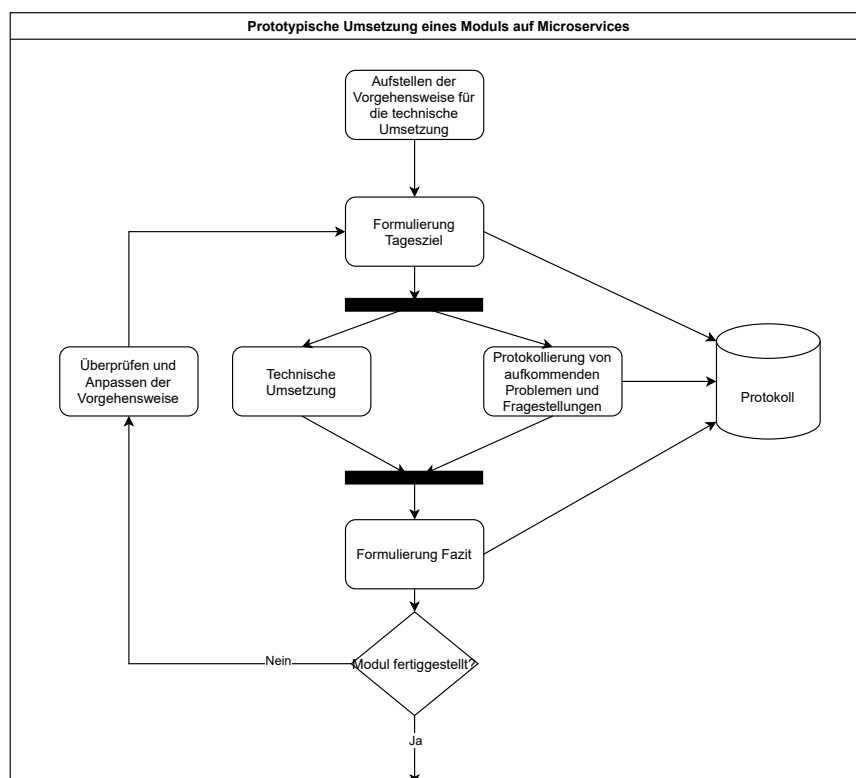 Prototypische Umsetzung eines Moduls auf Microservices
Aufstellen der
Vorgehensweise für
die technische
Umsetzung
Formulierung
Tagesziel
Überprüfen und
Anpassen der
Vorgehensweise
Technische
Umsetzung
Protokollierung von
aufkommenden
Problemen und
Fragestellungen
Protokoll
Formulierung Fazit
Nein
Modul fertiggestellt?
Ja